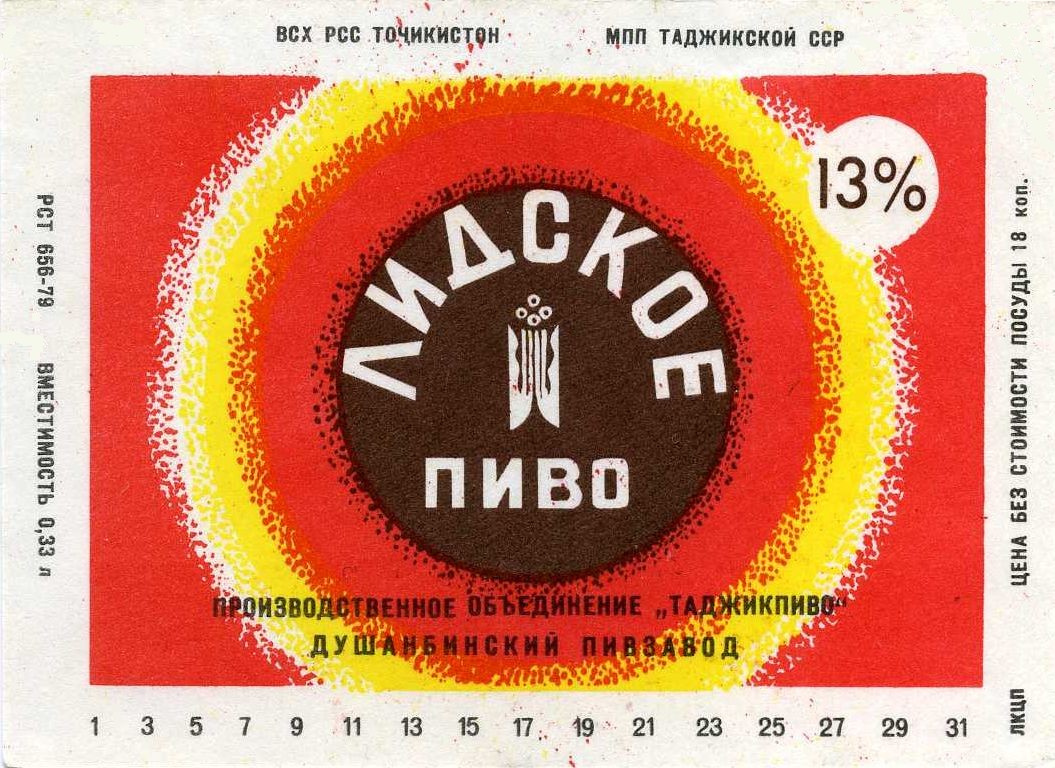 ВСХ РСС ТОҶИКИСТОН
МПП ТАДЖИКСКОЙ ССР
13%
ЛИДСКОЕ
ПИВО
ПРОИЗВОДСТВЕННОЕ ОБЪЕДИНЕНИЕ „ТАДЖИКПИВО“
ДУШАНБИНСКИЙ ПИВЗАВОД
РСТ 656-79 ВМЕСТИМОСТЬ 0,33 л
ЦЕНА БЕЗ СТОИМОСТИ ПОСУДЫ 18 коп.
ЛКЦП
1 3 5 7 9 11 13 15 17 19 21 23 25 27 29 31